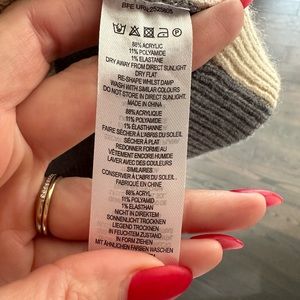 88% ACRYLIC
11% POLYAMIDE
1% ELASTANE
DRY AWAY FROM DIRECT SUNLIGHT
DRY FLAT
RE-SHAPE WHILST DAMP
WASH WITH SIMILAR COLOURS
DO NOT STORE IN DIRECT SUNLIGHT
MADE IN CHINA
88% ACRYLIQUE
11% POLYAMIDE
1% ÉLASTHANNE
FAIRE SÉCHER À L'ABRI DU SOLEIL
SÉCHER À PLAT
REDONNER FORME AU
VÊTEMENT ENCORE HUMIDE
LAVER AVEC DES COLORIS
SIMILAIRES
CONSERVER À L'ABRI DU SOLEIL
FABRIQUÉ EN CHINE
88% ACRYL
11% POLYAMID
1% ELASTAN
NICHT IN DIREKTEM
SONNENLICHT TROCKNEN
LIEGEND TROCKNEN
IN FEUCHTEM ZUSTAND
IN FORM ZIEHEN
MIT ÄHNLICHEN FARBEN WASCHEN